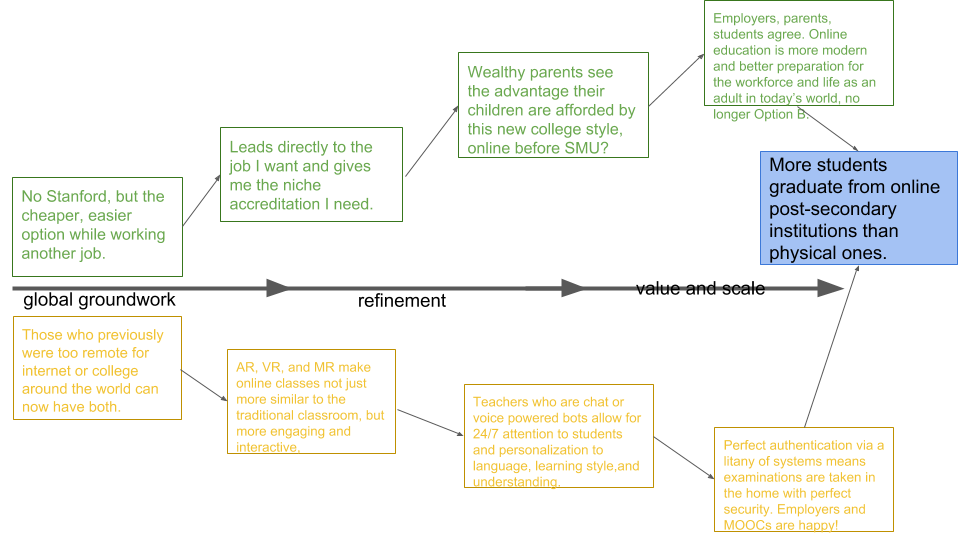 Employers, parents,
students agree. Online
education is more modern
and better preparation for
the workforce and life as an
adult in today's world, no
longer Option B.
Wealthy parents see
the advantage their
children are afforded by
this new college style,
online before SMU?
Leads directly to the
job I want and gives
me the niche
accreditation I need.
No Stanford, but the
cheaper, easier
option while working
another job.
More students
graduate from online
post-secondary
institutions than
physical ones.
global groundwork
refinement
value and scale
Those who previously
were too remote for
internet or college
around the world can
now have both.
AR, VR, and MR make
online classes not just
more similar to the
traditional classroom, but
more engaging and
interactive.
Teachers who are chat or
voice powered bots allow for
24/7 attention to students
and personalization to
language, learning style,and
understanding.
Perfect authentication via a
litany of systems means
examinations are taken in
the home with perfect
security. Employers and
MOOCs are happy!